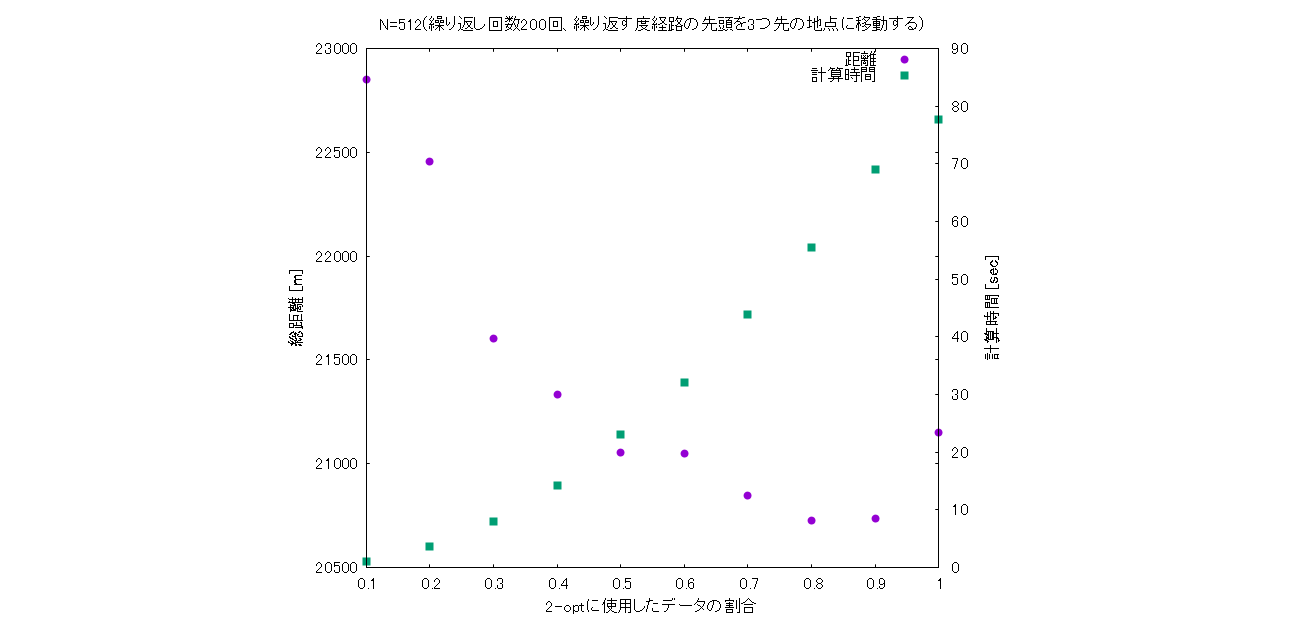 N=512(繰り返し回数200回、繰り返す度経路の先頭を3つ先の地点に移動する)
距離
計算時間
23000
22500
22000
21500
21000
20500
総距離[m]
90
80
70
60
50
40
30
20
10
0
計算時間[sec]
0.1 0.2 0.3 0.4 0.5 0.6 0.7 0.8 0.9 1
2-optに使用したデータの割合